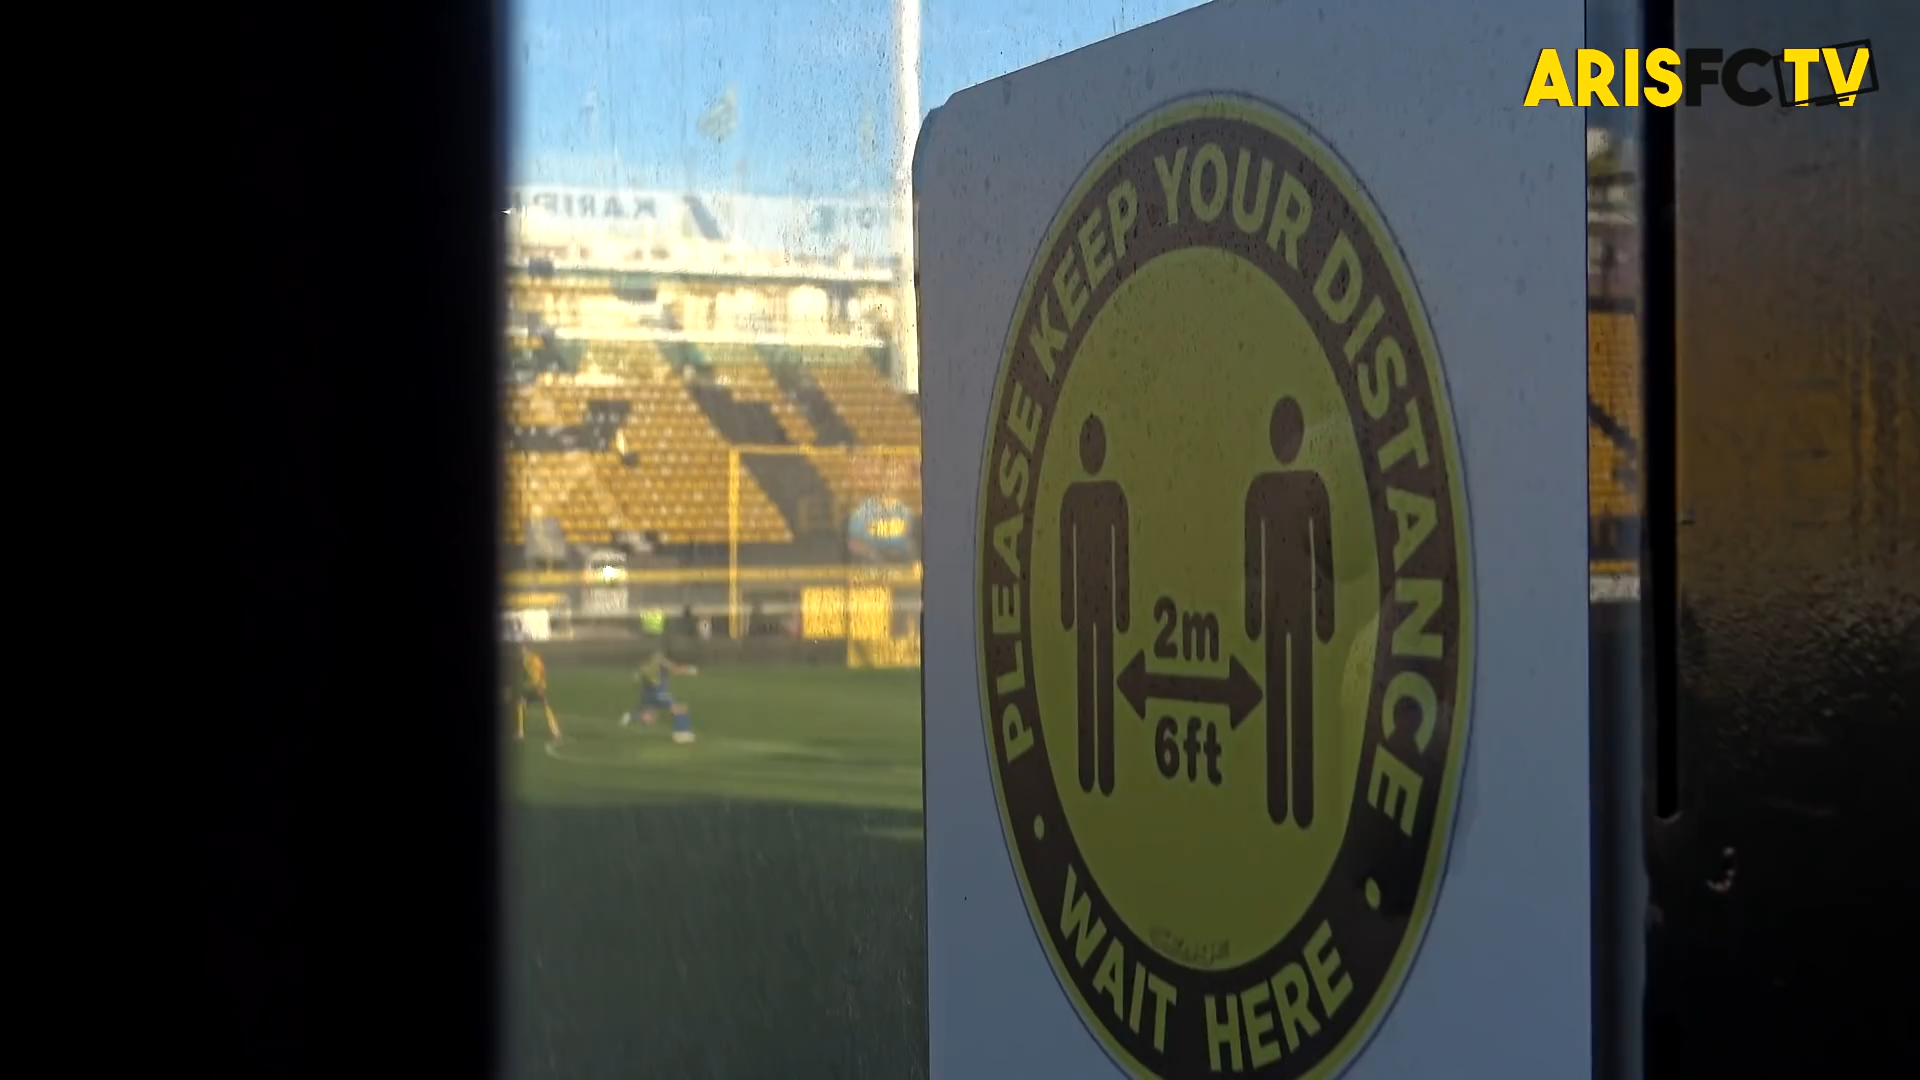 ARISFCTV
PLEASE KEEP YOUR DISTANCE
2m
6ft
• WAIT HERE •